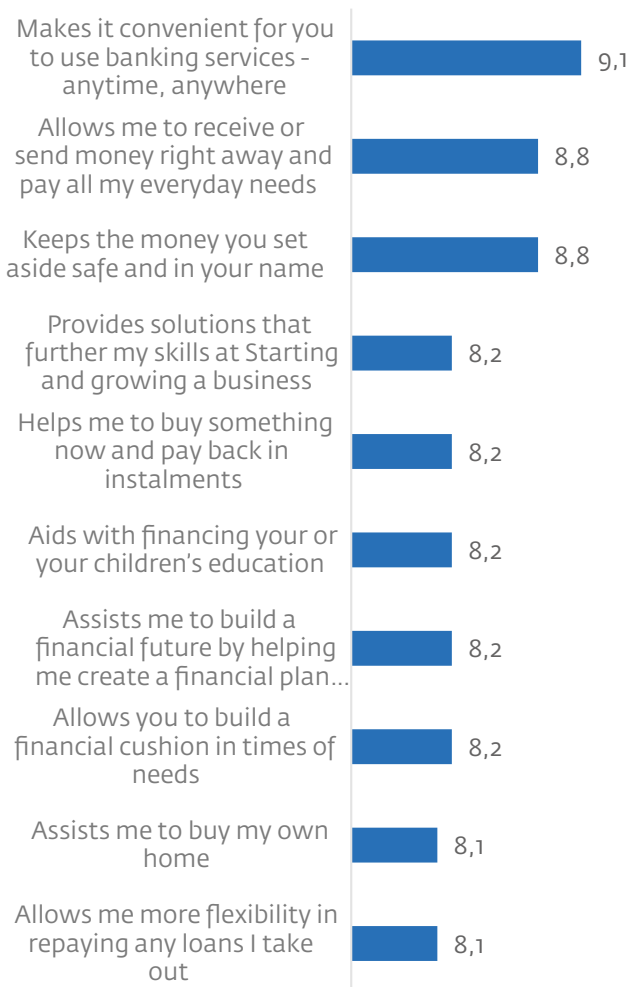 Makes it convenient for you
to use banking services -
anytime, anywhere
9,1
Allows me to receive or
send money right away and
pay all my everyday needs
8,8
Keeps the money you set
aside safe and in your name
8,8
Provides solutions that
further my skills at Starting
and growing a business
8,2
Helps me to buy something
now and pay back in
instalments
8,2
Aids with financing your or
your children’s education
8,2
Assists me to build a
financial future by helping
me create a financial plan...
8,2
Allows you to build a
financial cushion in times of
needs
8,2
Assists me to buy my own
home
8,1
Allows me more flexibility in
repaying any loans I take
out
8,1